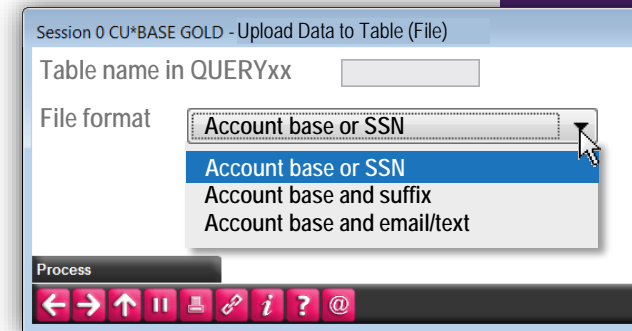 Session 0 CU*BASE GOLD - Upload Data to Table (File)
Table name in QUERYxx
File format
Account base or SSN
Account base or SSN
Account base and suffix
Account base and email/text
Process
i ? @